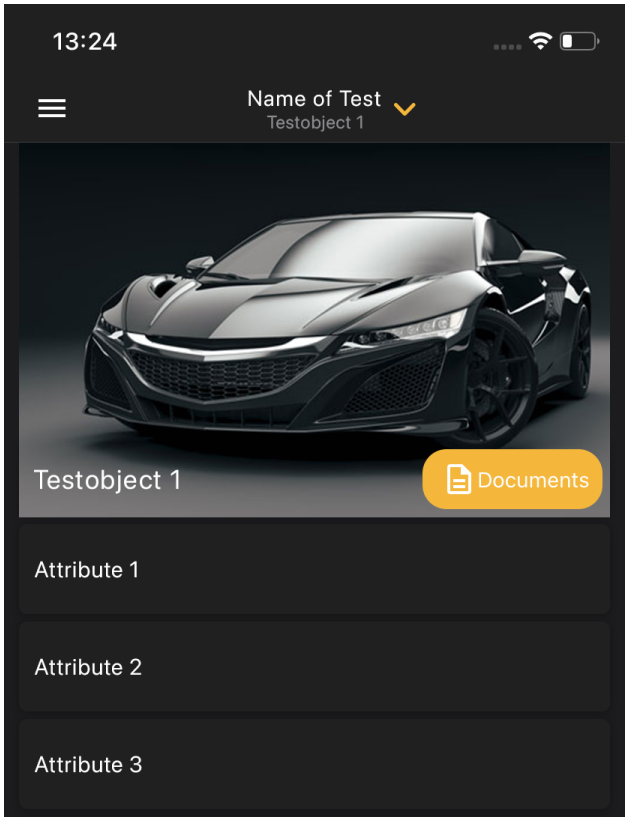 13:24
Name of Test
Testobject 1
Testobject 1
Documents
Attribute 1
Attribute 2
Attribute 3